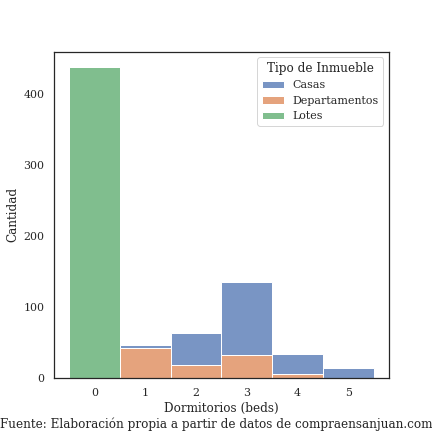 Tipo de Inmueble
Casas
Departamentos
Lotes
Cantidad
400
300
200
100
0
0 1 2 3 4 5
Dormitorios (beds)
Fuente: Elaboración propia a partir de datos de compraensanjuan.com